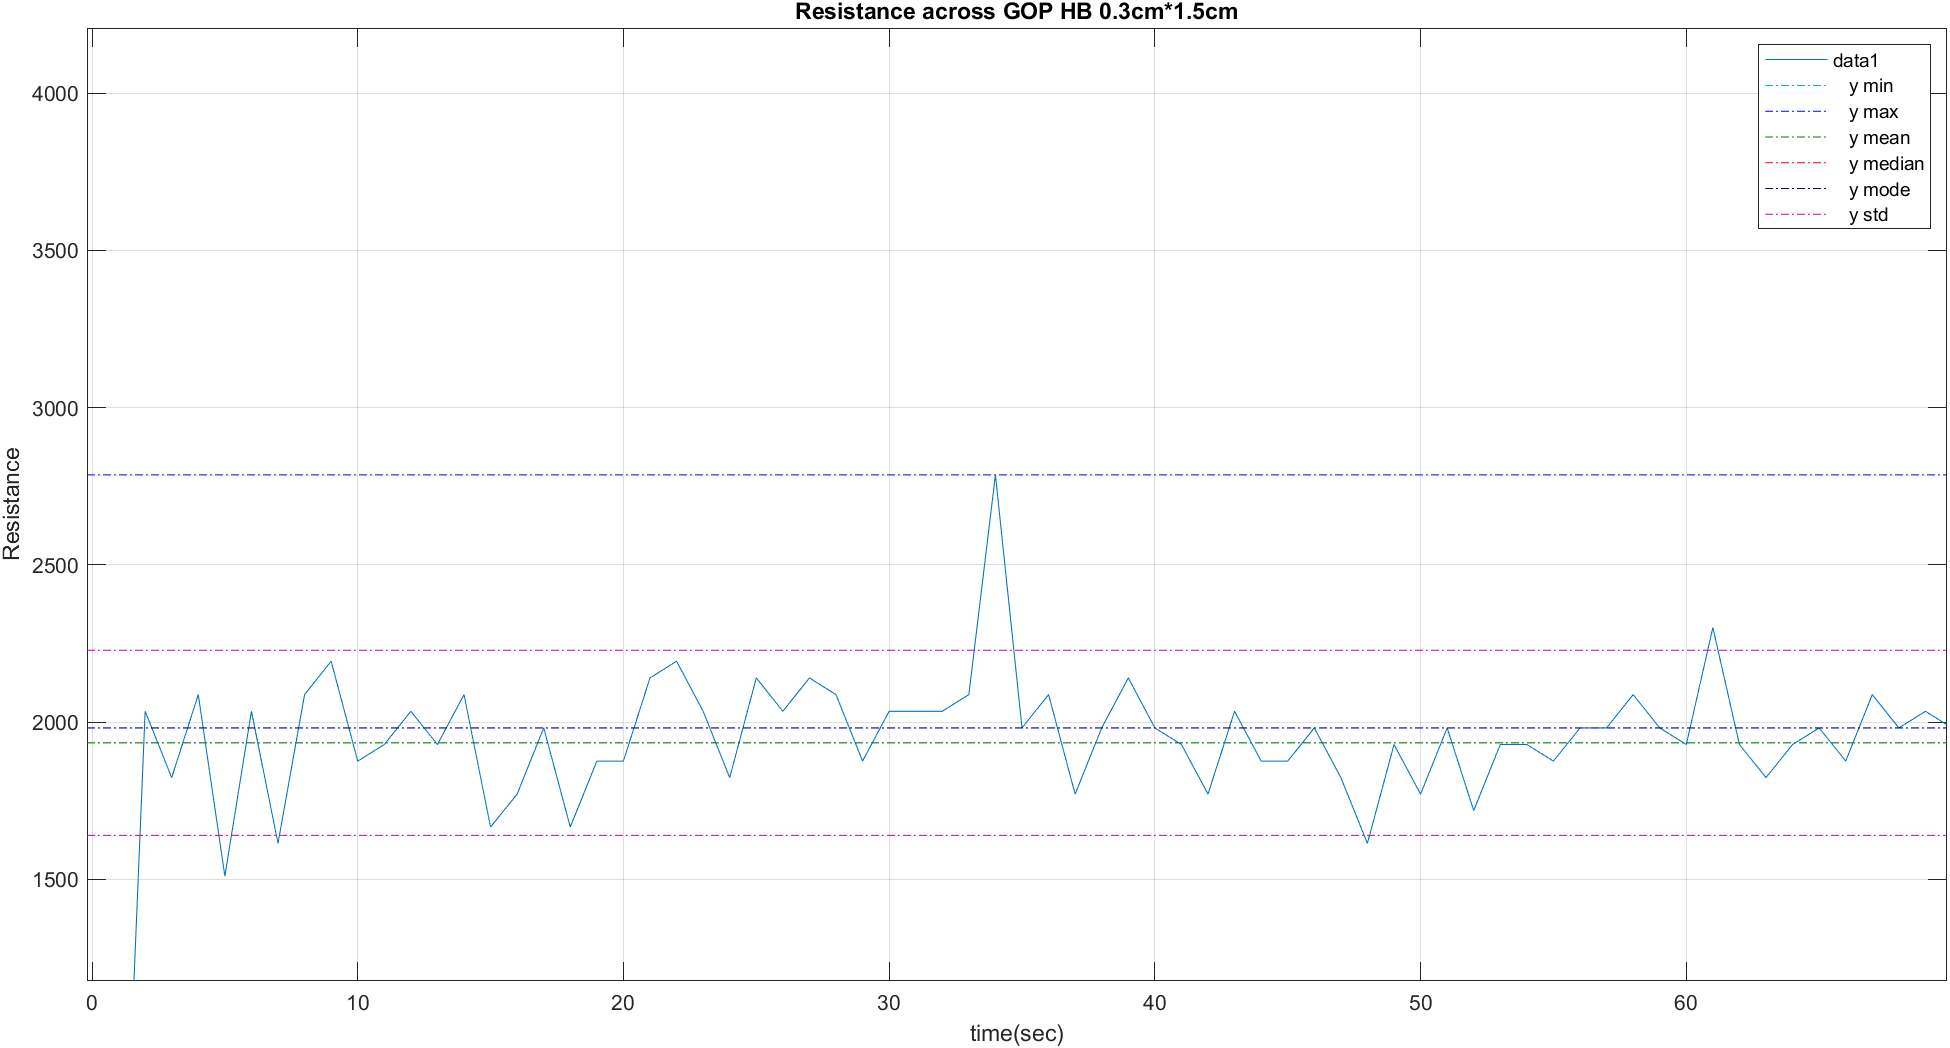 Resistance across GOP HB 0.3cm*1.5cm
data1
y min
y max
y mean
y median
y mode
y std
4000
3500
3000
2500
2000
1500
Resistance
0 10 20 30 40 50 60
time(sec)